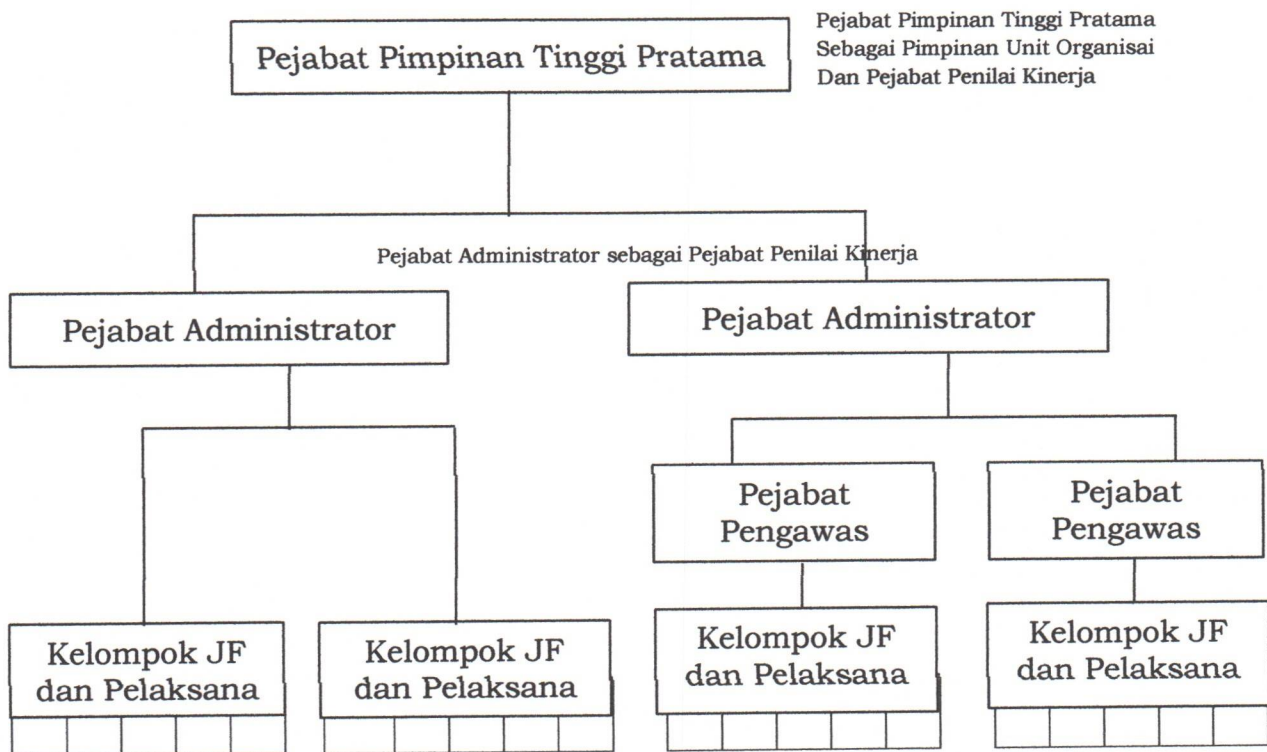 Pejabat Pimpinan Tinggi Pratama
Pejabat Pimpinan Tinggi Pratama
Sebagai Pimpinan Unit Organisai
Dan Pejabat Penilai Kinerja
Pejabat Administrator sebagai Pejabat Penilai Kinerja
Pejabat Administrator
Pejabat Administrator
Pejabat
Pengawas
Pejabat
Pengawas
Kelompok JF
dan Pelaksana
Kelompok JF
dan Pelaksana
Kelompok JF
dan Pelaksana
Kelompok JF
dan Pelaksana